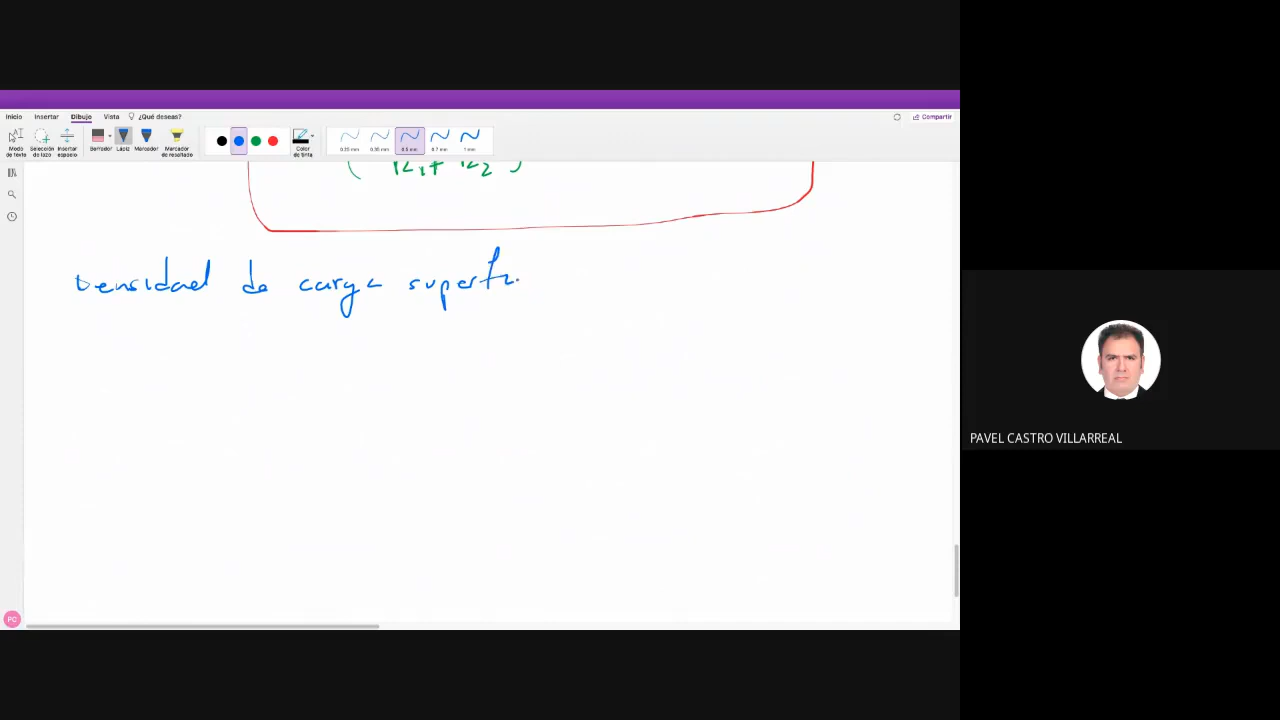 Inicio Insertar Dibujo Vista ¿Qué deseas? Compartir
Modo de texto Selección de lazo Insertar espacio Borrador Lápiz Marcador Marcador de resaltado Color de tinta 0.25 mm 0.35 mm 0.5 mm 0.7 mm 1 mm
Densidad de carga superfi
PC
PAVEL CASTRO VILLARREAL